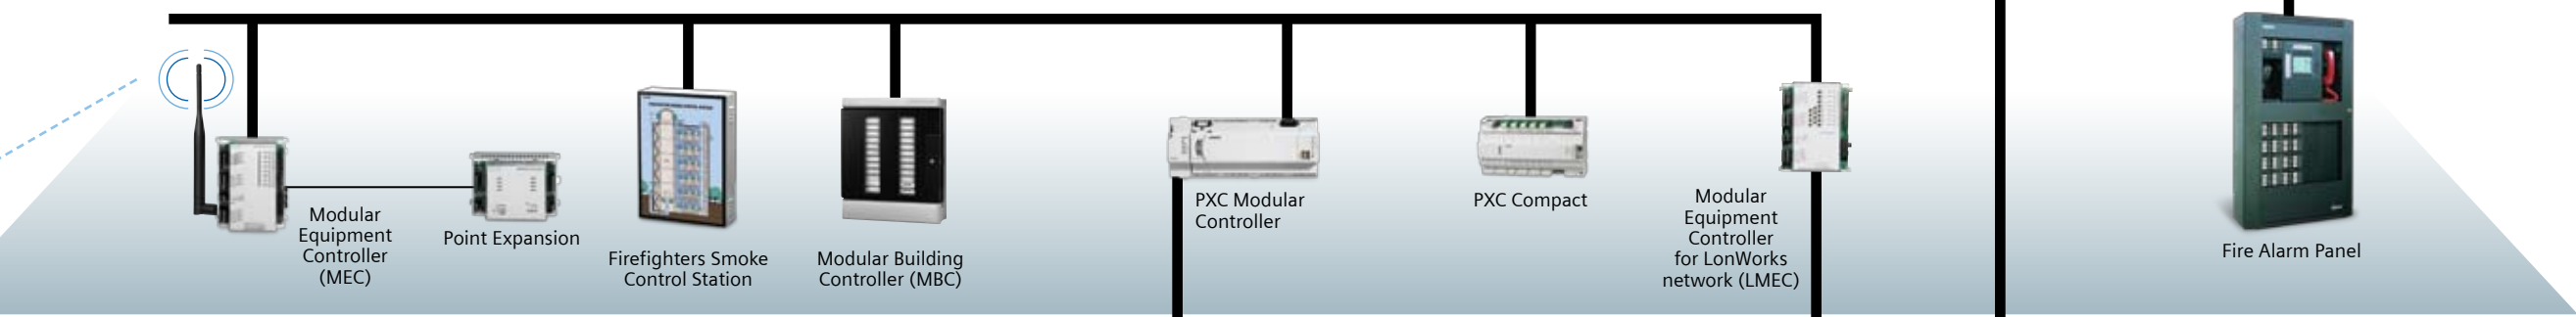 Modular
Equipment
Controller
(MEC)
Point Expansion
Firefighters Smoke
Control Station
Modular Building
Controller (MBC)
PXC Modular
Controller
PXC Compact
Modular
Equipment
Controller
for LonWorks
network (LMEC)
Fire Alarm Panel